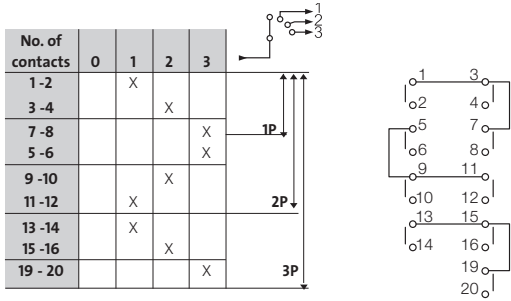 1
2
3
No. of
contacts 0 1 2 3
1 -2 X
3 -4 X
7 -8 X 1P
5 -6 X
9 -10 X
11 -12 X 2P
13 -14 X
15 -16 X
19 - 20 X 3P
1 3
2 4
5 7
6 8
9 11
10 12
13 15
14 16
19
20